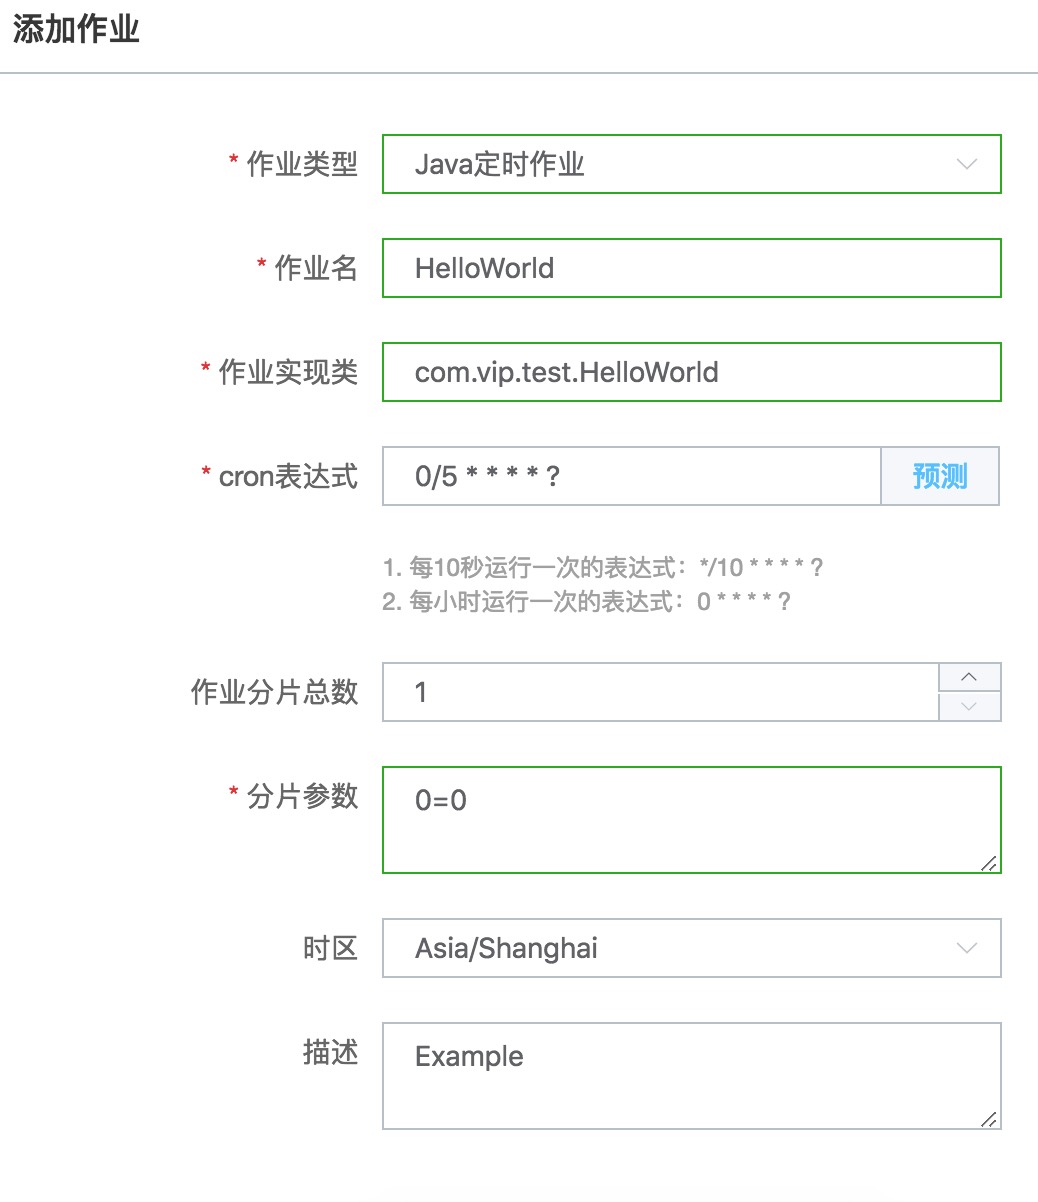 添加作业
* 作业类型 Java定时作业
* 作业名 HelloWorld
* 作业实现类 com.vip.test.HelloWorld
* cron表达式 0/5 * * * * ? 预测
1. 每10秒运行一次的表达式：*/10 * * * * ?
2. 每小时运行一次的表达式：0 * * * * ?
作业分片总数 1
* 分片参数 0=0
时区 Asia/Shanghai
描述 Example